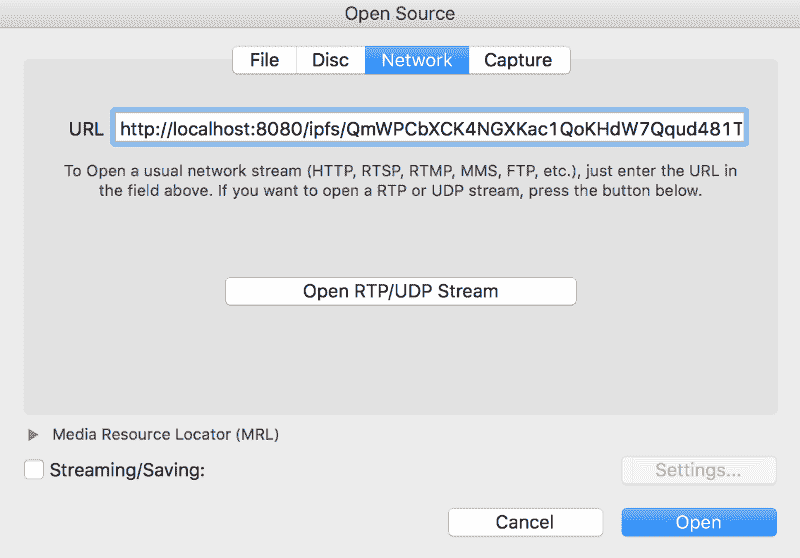 Open Source
File Disc Network Capture
URL http://localhost:8080/ipfs/QmWPCbXCK4NGXKac1QoKHdW7Qqud481T
To Open a usual network stream (HTTP, RTSP, RTMP, MMS, FTP, etc.), just enter the URL in
the field above. If you want to open a RTP or UDP stream, press the button below.
Open RTP/UDP Stream
Media Resource Locator (MRL)
Streaming/Saving: Settings...
Cancel Open